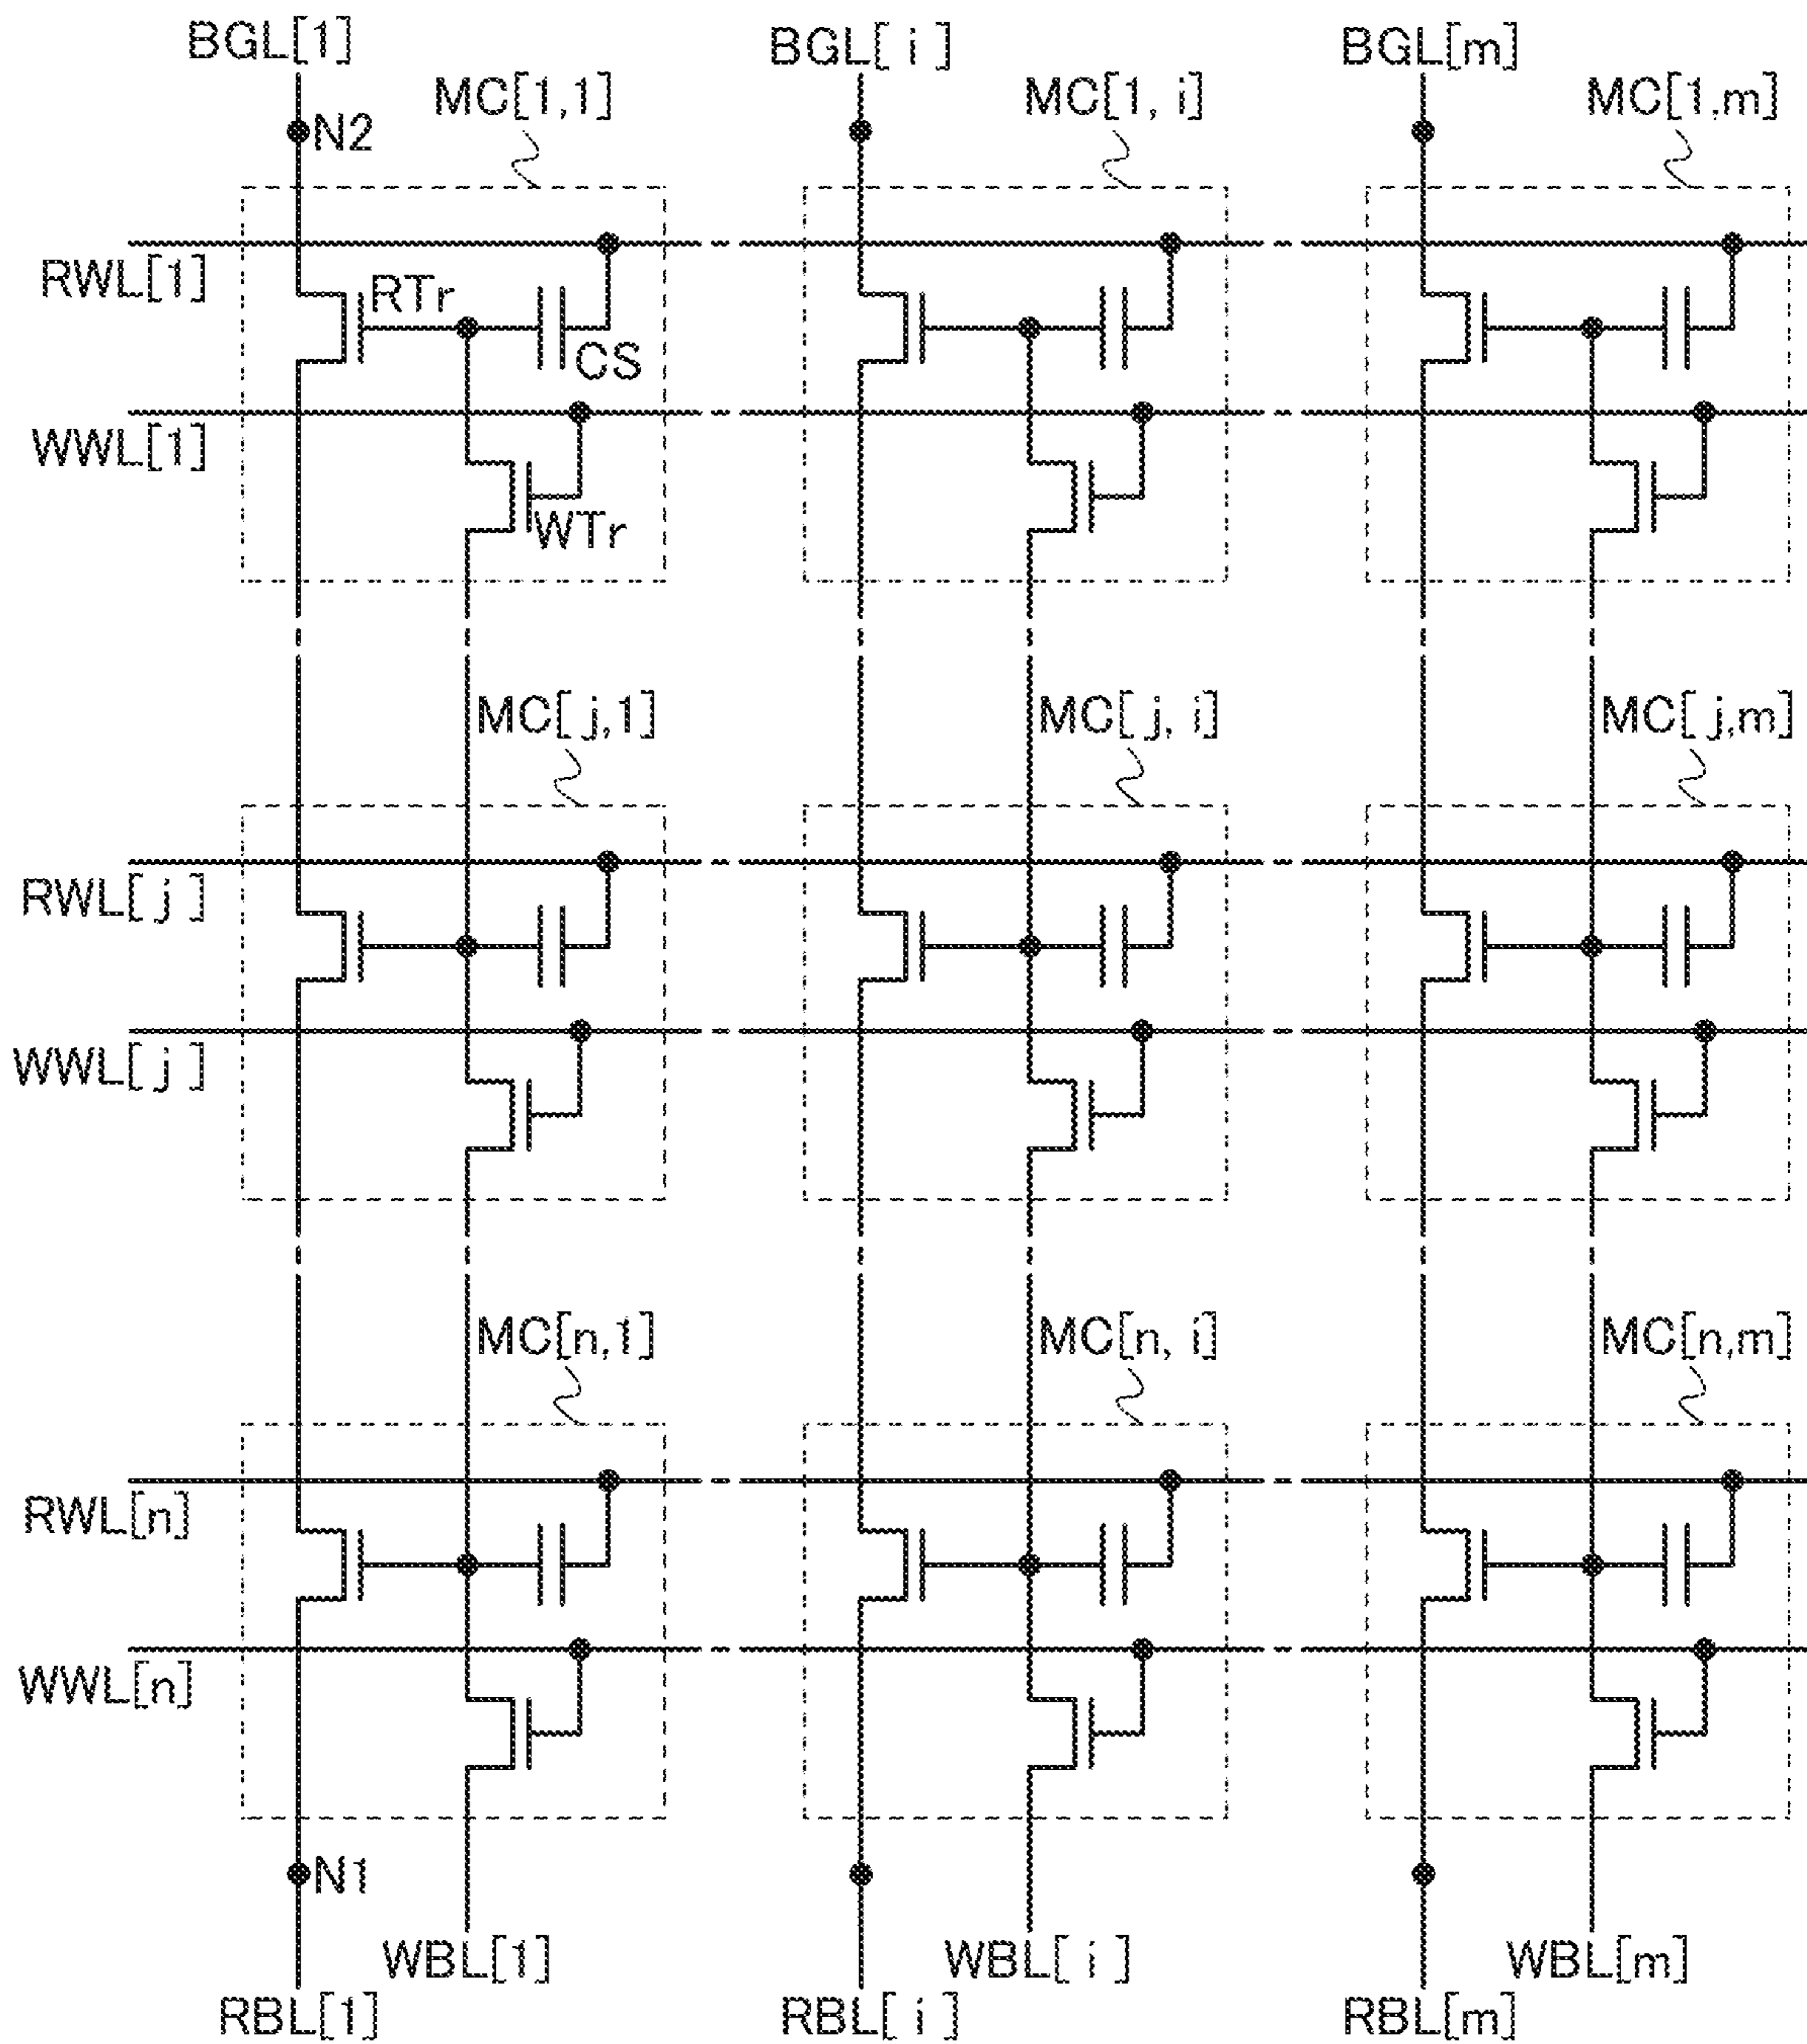 BGL[1] BGL[ i ] BGL[m]
MC[1,1] MC[1, i] MC[1,m]
N2
RWL[1]
RTr
CS
WWL[1]
WTr
MC[ j,1] MC[ j, i] MC[ j,m]
RWL[ j ]
WWL[ j ]
MC[n,1] MC[n, i] MC[n,m]
RWL[n]
WWL[n]
N1
WBL[1] WBL[ i ] WBL[m]
RBL[1] RBL[ i ] RBL[m]